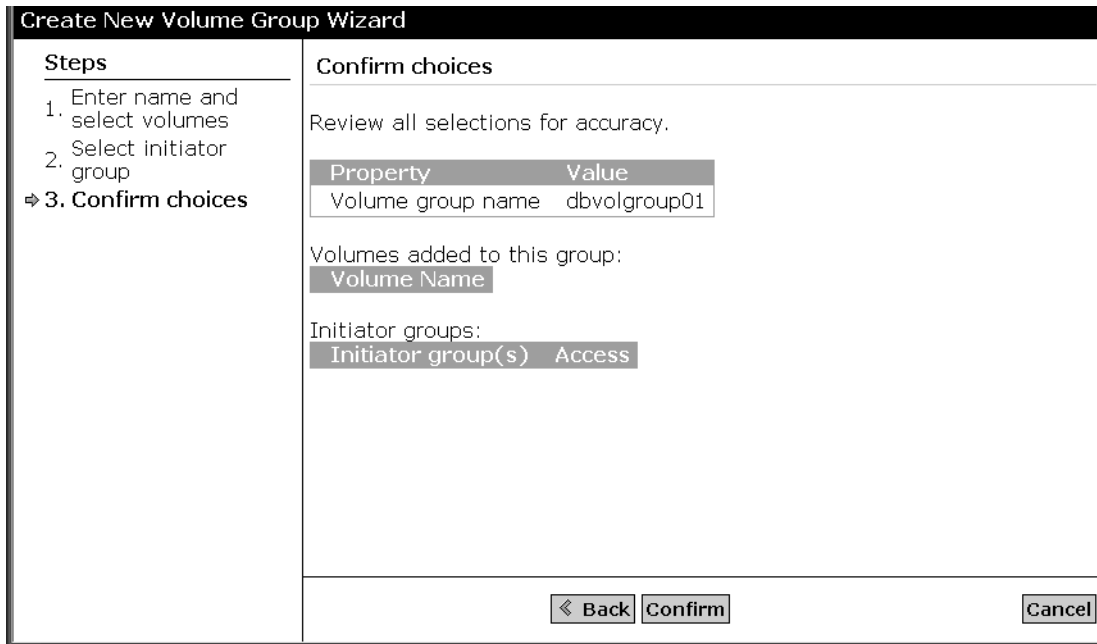 Create New Volume Group Wizard
Steps
1. Enter name and
select volumes
2. Select initiator
group
3. Confirm choices
Confirm choices
Review all selections for accuracy.
Property Value
Volume group name dbvolgroup01
Volumes added to this group:
Volume Name
Initiator groups:
Initiator group(s) Access
Back Confirm Cancel